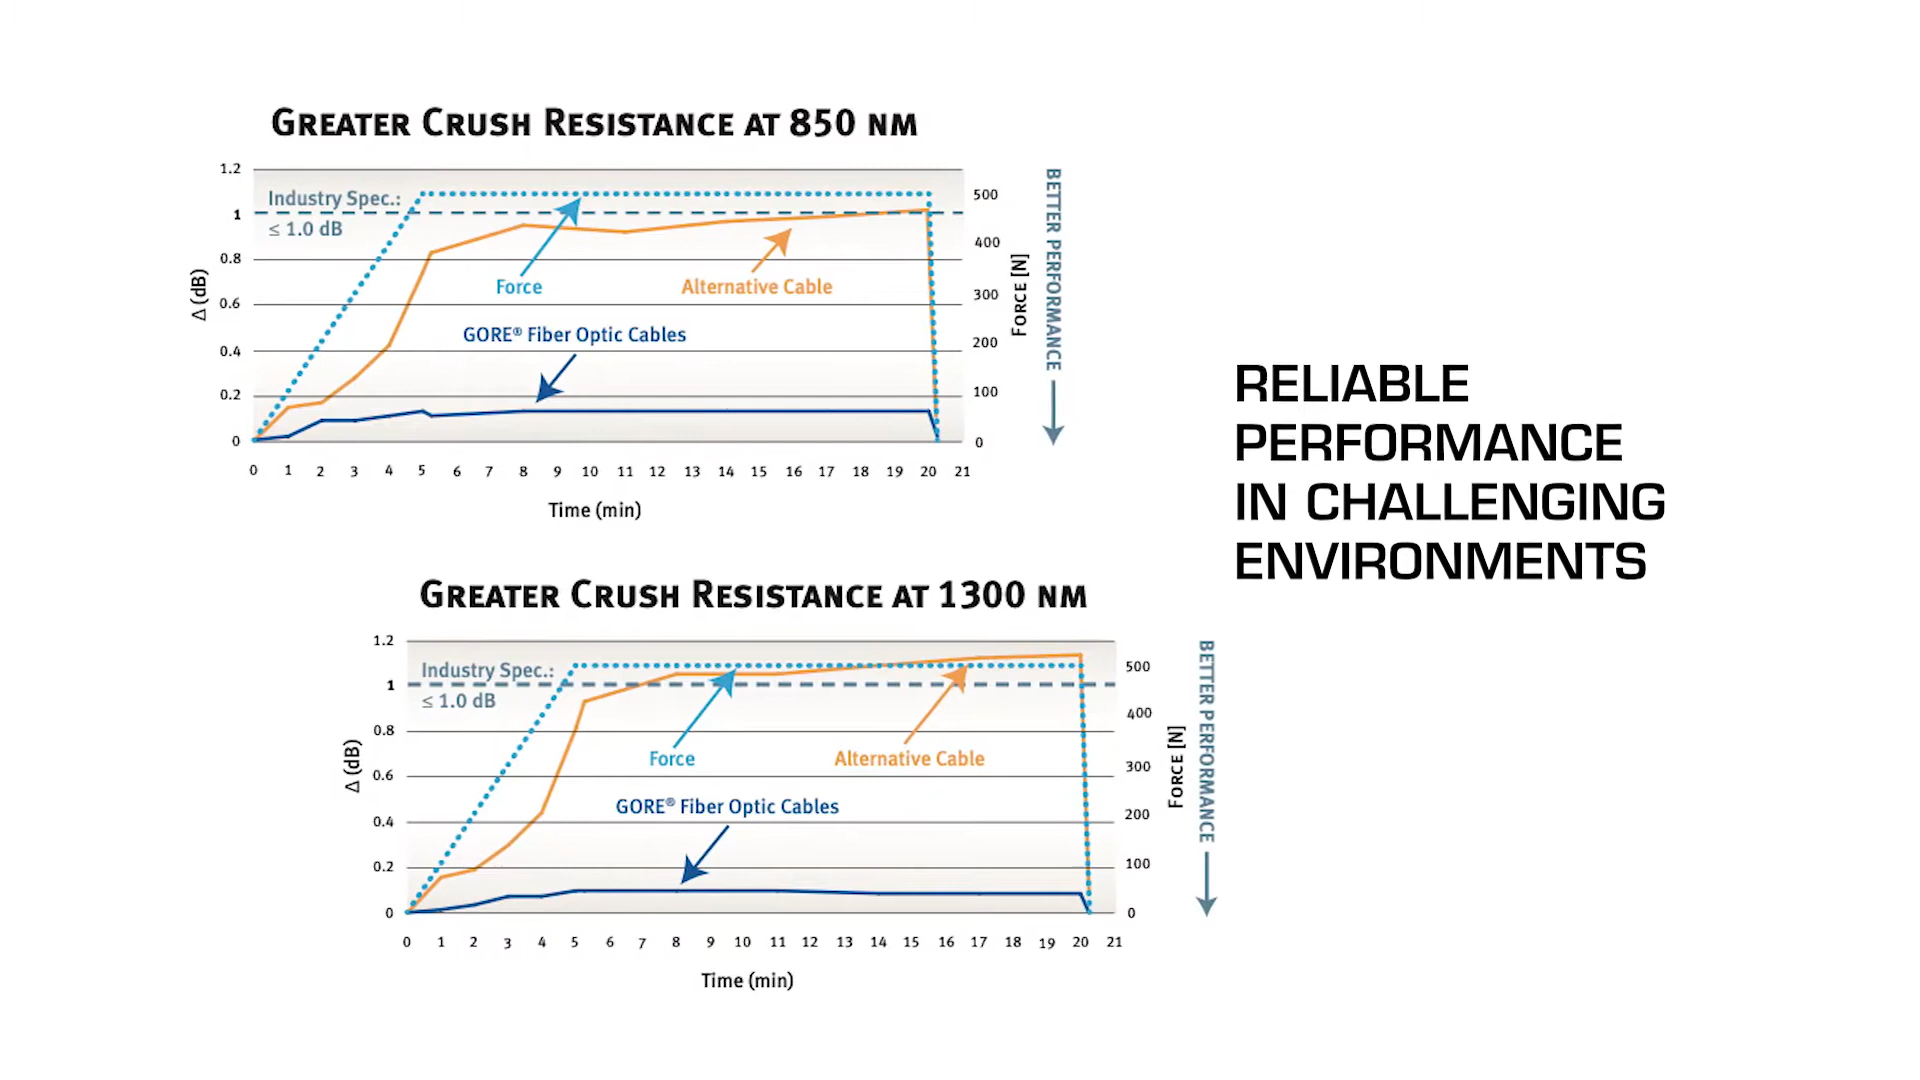 GREATER CRUSH RESISTANCE AT 850 NM
1.2
1
0.8
0.6
0.4
0.2
0
Δ (dB)
Industry Spec.:
≤ 1.0 dB
Force
Alternative Cable
GORE® Fiber Optic Cables
500
400
300
200
100
0
FORCE [N]
BETTER PERFORMANCE
0 1 2 3 4 5 6 7 8 9 10 11 12 13 14 15 16 17 18 19 20 21
Time (min)
GREATER CRUSH RESISTANCE AT 1300 NM
1.2
1
0.8
0.6
0.4
0.2
0
Δ (dB)
Industry Spec.:
≤ 1.0 dB
Force
Alternative Cable
GORE® Fiber Optic Cables
500
400
300
200
100
0
FORCE [N]
BETTER PERFORMANCE
0 1 2 3 4 5 6 7 8 9 10 11 12 13 14 15 16 17 18 19 20 21
Time (min)
RELIABLE
PERFORMANCE
IN CHALLENGING
ENVIRONMENTS